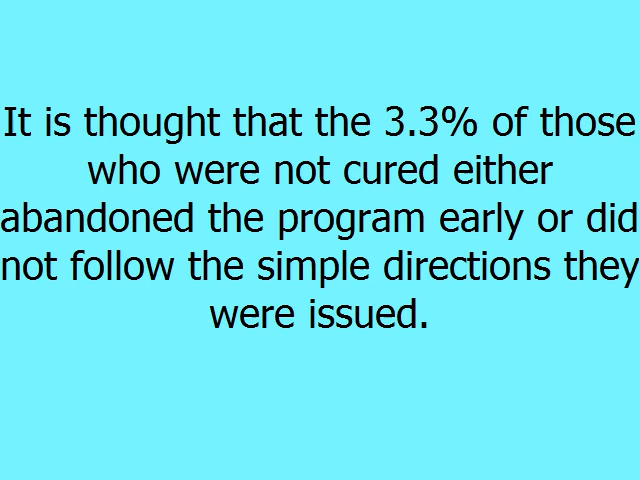 It is thought that the 3.3% of those
who were not cured either
abandoned the program early or did
not follow the simple directions they
were issued.